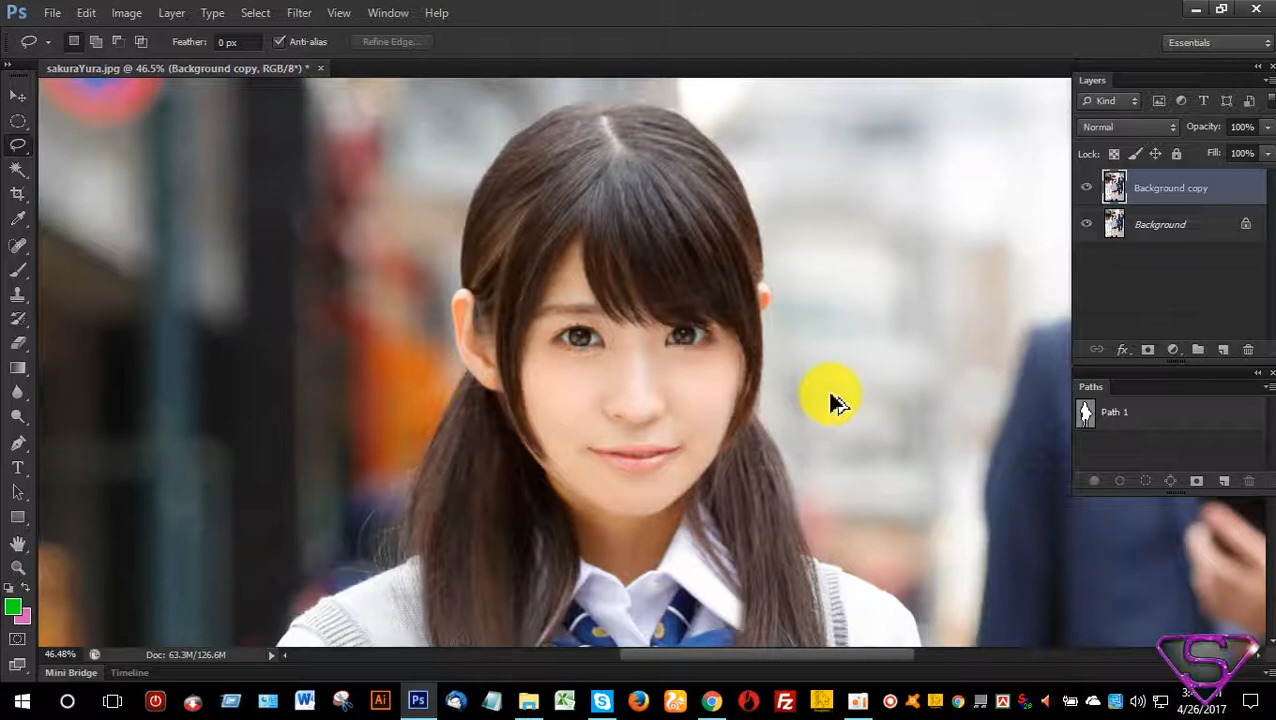 Ps File Edit Image Layer Type Select Filter View Window Help
Feather: 0 px Anti-alias Refine Edge... Essentials
sakuraYura.jpg @ 46.5% (Background copy, RGB/8*) * ×
Layers
Kind
Normal Opacity: 100%
Lock: Fill: 100%
Background copy
Background
fx
Paths
Path 1
46.48% Doc: 63.3M/126.6M
Mini Bridge Timeline
S
4/26/2017